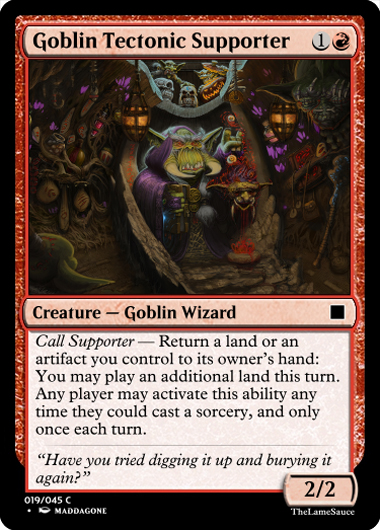 Goblin Tectonic Supporter 1
Creature — Goblin Wizard
Call Supporter — Return a land or an
artifact you control to its owner's hand:
You may play an additional land this turn.
Any player may activate this ability any
time they could cast a sorcery, and only
once each turn.
“Have you tried digging it up and burying it
again?”
2/2
019/045 C
• MADDAGONE
TheLameSauce